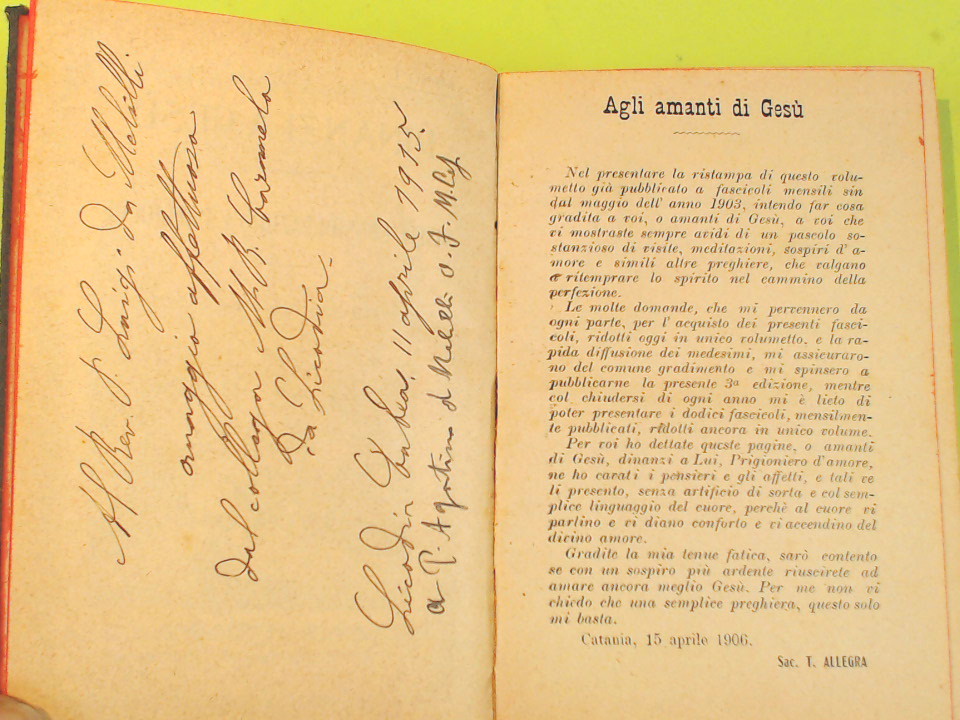 Al Rev. P. Luigi da Melilli
omaggio affettuoso
dal collega M. R. Carmelo
da Licodia
Licodia Eubea, 11 aprile 1915.
a P. Agostino d Melilli O. F. M. Cap
Agli amanti di Gesù
Nel presentare la ristampa di questo volu-
metto già pubblicato a fascicoli mensili sin
dal maggio dell' anno 1903, intendo far cosa
gradita a voi, o amanti di Gesù, a voi che
vi mostraste sempre avidi di un pascolo so-
stanzioso di visite, meditazioni, sospiri d' a-
more e simili altre preghiere, che valgano
a ritemprare lo spirito nel cammino della
perfezione.
Le molte domande, che mi pervennero da
ogni parte, per l' acquisto dei presenti fasci-
coli, ridotti oggi in unico volumetto, e la ra-
pida diffusione dei medesimi, mi assicuraro-
no del comune gradimento e mi spinsero a
pubblicarne la presente 3ª edizione, mentre
col chiudersi di ogni anno mi è lieto di
poter presentare i dodici fascicoli, mensilmen-
te pubblicati, ridotti ancora in unico volume.
Per voi ho dettate queste pagine, o amanti
di Gesù, dinanzi a Lui, Prigioniero d'amore,
ne ho cavati i pensieri e gli affetti, e tali ve
li presento, senza artificio di sorta e col sem-
plice linguaggio del cuore, perchè al cuore vi
parlino e vi diano conforto e vi accendino del
divino amore.
Gradite la mia tenue fatica, sarò contento
se con un sospiro più ardente riuscirete ad
amare ancora meglio Gesù. Per me non vi
chiedo che una semplice preghiera, questo solo
mi basta.
Catania, 15 aprile 1906.
Sac. T. ALLEGRA